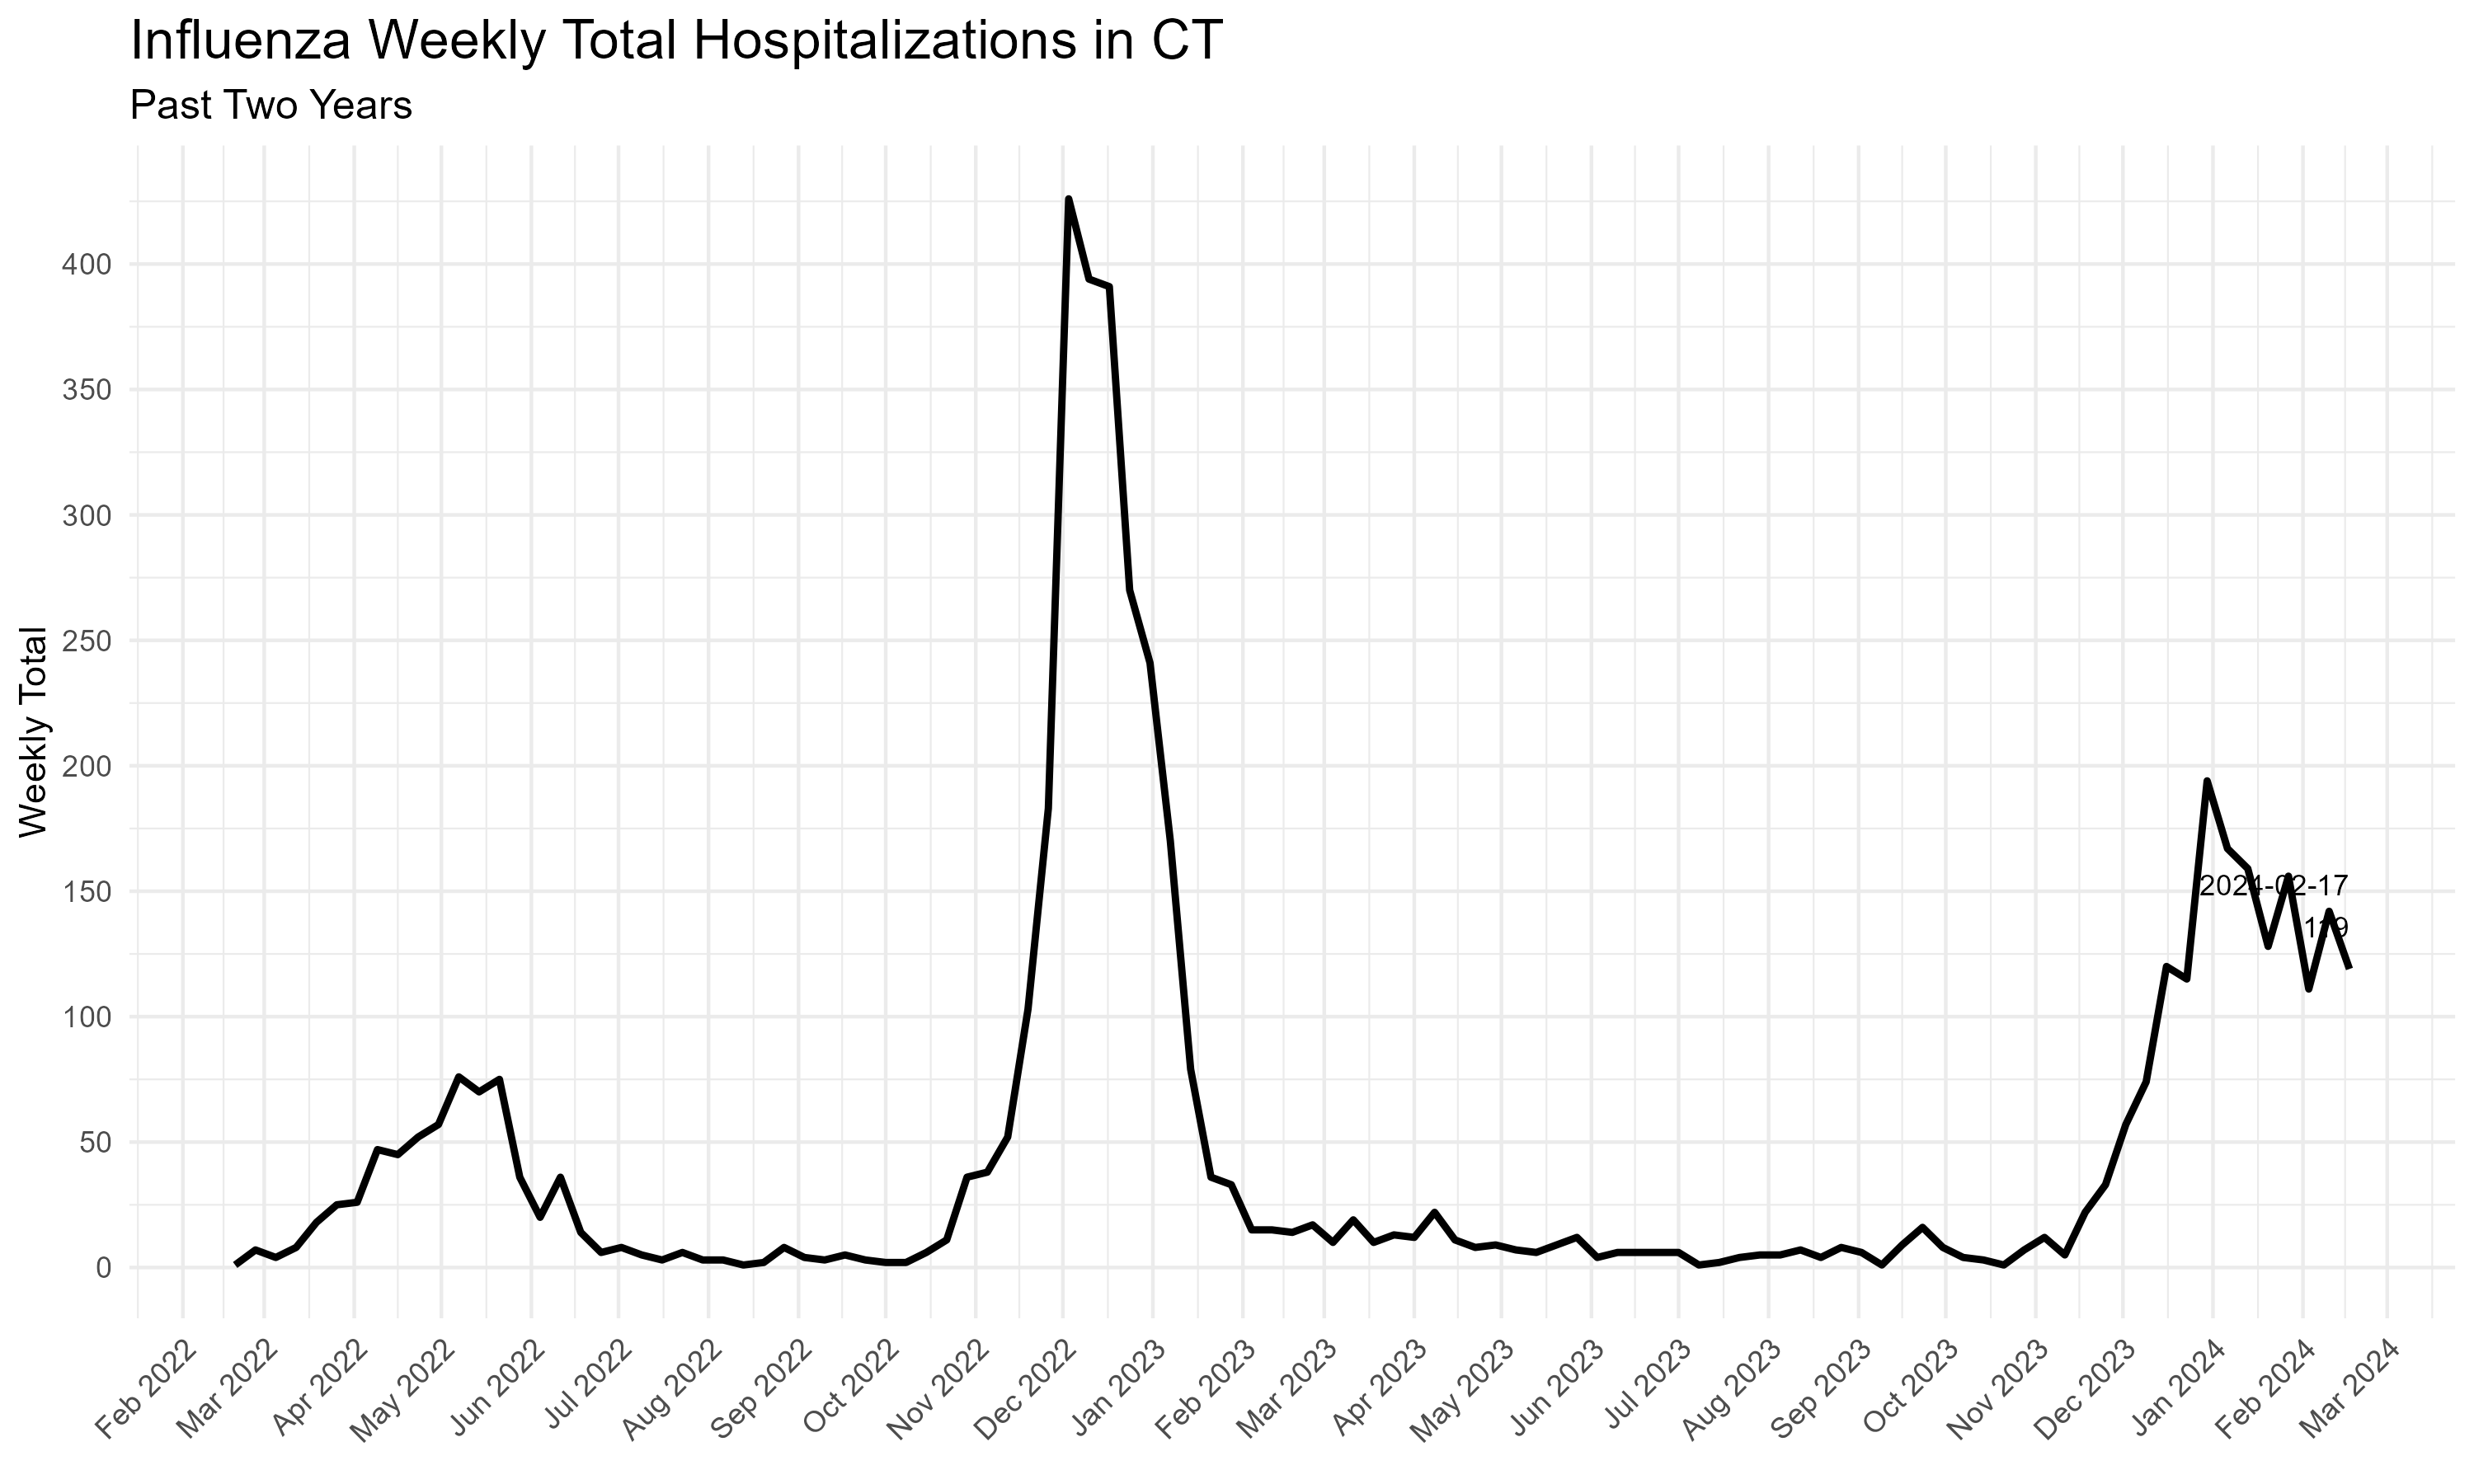 Influenza Weekly Total Hospitalizations in CT
Past Two Years
Weekly Total
400
350
300
250
200
150
100
50
0
2024-02-17
119
Feb 2022
Mar 2022
Apr 2022
May 2022
Jun 2022
Jul 2022
Aug 2022
Sep 2022
Oct 2022
Nov 2022
Dec 2022
Jan 2023
Feb 2023
Mar 2023
Apr 2023
May 2023
Jun 2023
Jul 2023
Aug 2023
Sep 2023
Oct 2023
Nov 2023
Dec 2023
Jan 2024
Feb 2024
Mar 2024